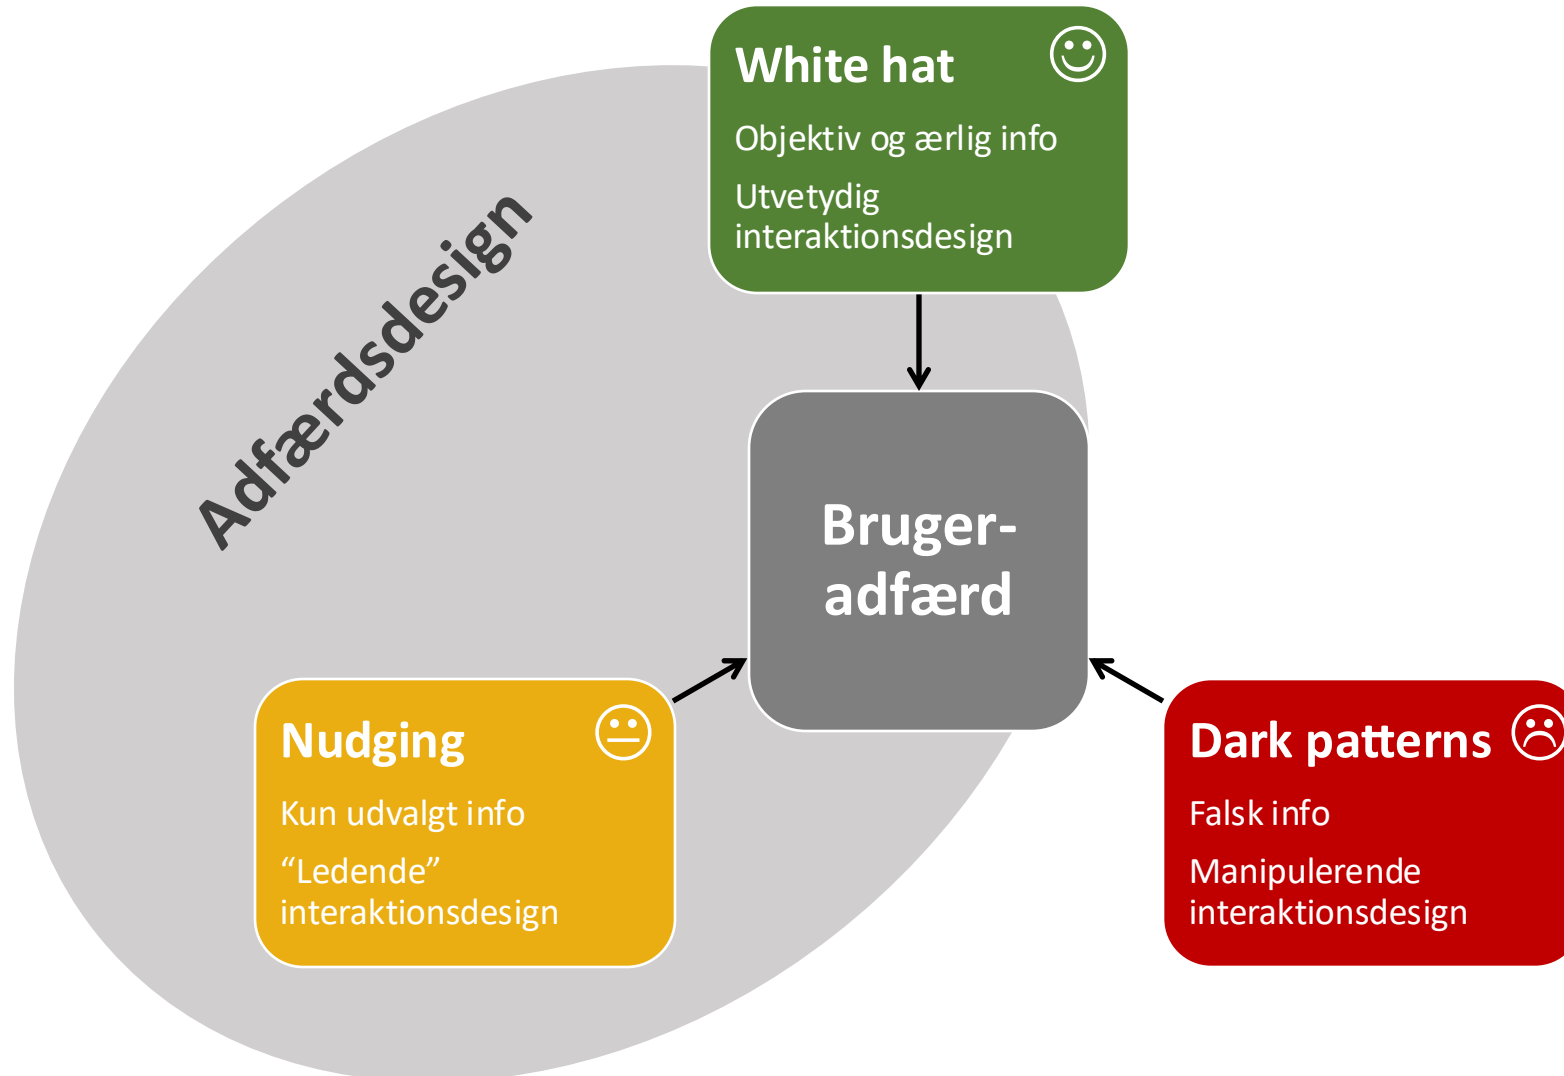 White hat
Objektiv og ærlig info
Utvetydig
interaktionsdesign
Adfærdsdesign
Bruger-
adfærd
Nudging
Kun udvalgt info
“Ledende”
interaktionsdesign
Dark patterns
Falsk info
Manipulerende
interaktionsdesign